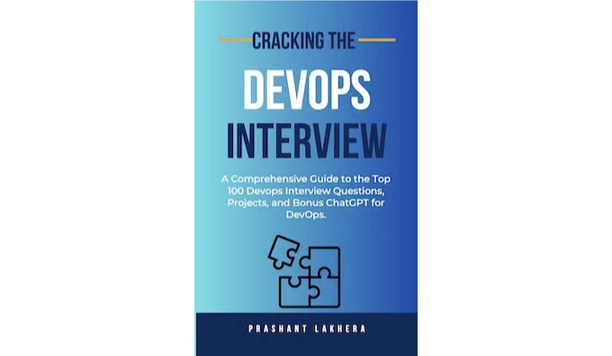 CRACKING THE
DEVOPS
INTERVIEW
A Comprehensive Guide to the Top
100 Devops Interview Questions,
Projects, and Bonus ChatGPT for
DevOps.
PRASHANT LAKHERA